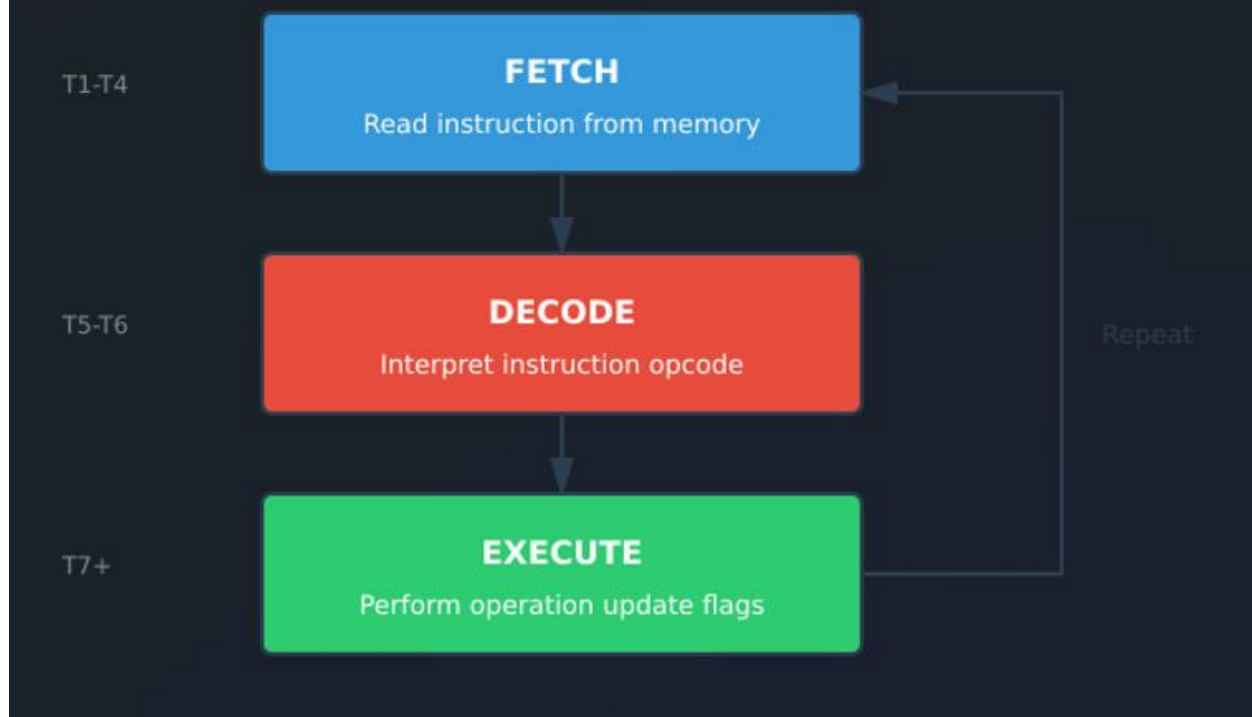 T1-T4
FETCH
Read instruction from memory
T5-T6
DECODE
Interpret instruction opcode
Repeat
T7+
EXECUTE
Perform operation update flags